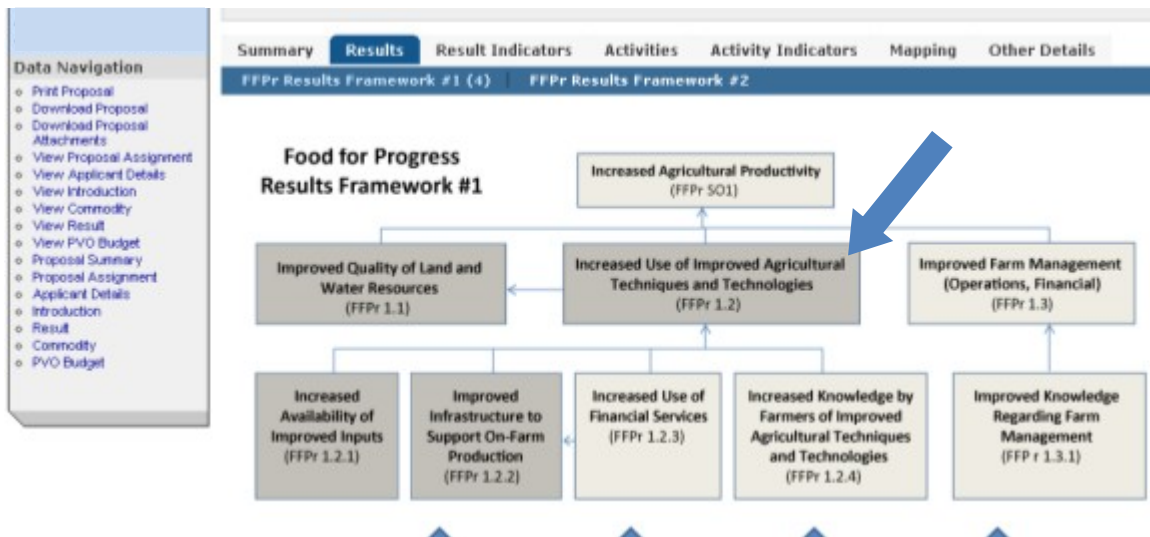 Summary Results Result Indicators Activities Activity Indicators Mapping Other Details
FFPr Results Framework #1 (4) FFPr Results Framework #2
Data Navigation
Print Proposal
Download Proposal
Download Proposal
Attachments
View Proposal Assignment
View Applicant Details
View Introduction
View Commodity
View Result
View PVO Budget
Proposal Summary
Proposal Assignment
Applicant Details
Introduction
Result
Commodity
PVO Budget
Food for Progress
Results Framework #1
Increased Agricultural Productivity
(FFPr SO1)
Improved Quality of Land and
Water Resources
(FFPr 1.1)
Increased Use of Improved Agricultural
Techniques and Technologies
(FFPr 1.2)
Improved Farm Management
(Operations, Financial)
(FFPr 1.3)
Increased
Availability of
Improved Inputs
(FFPr 1.2.1)
Improved
Infrastructure to
Support On-Farm
Production
(FFPr 1.2.2)
Increased Use of
Financial Services
(FFPr 1.2.3)
Increased Knowledge by
Farmers of Improved
Agricultural Techniques
and Technologies
(FFPr 1.2.4)
Improved Knowledge
Regarding Farm
Management
(FFP r 1.3.1)